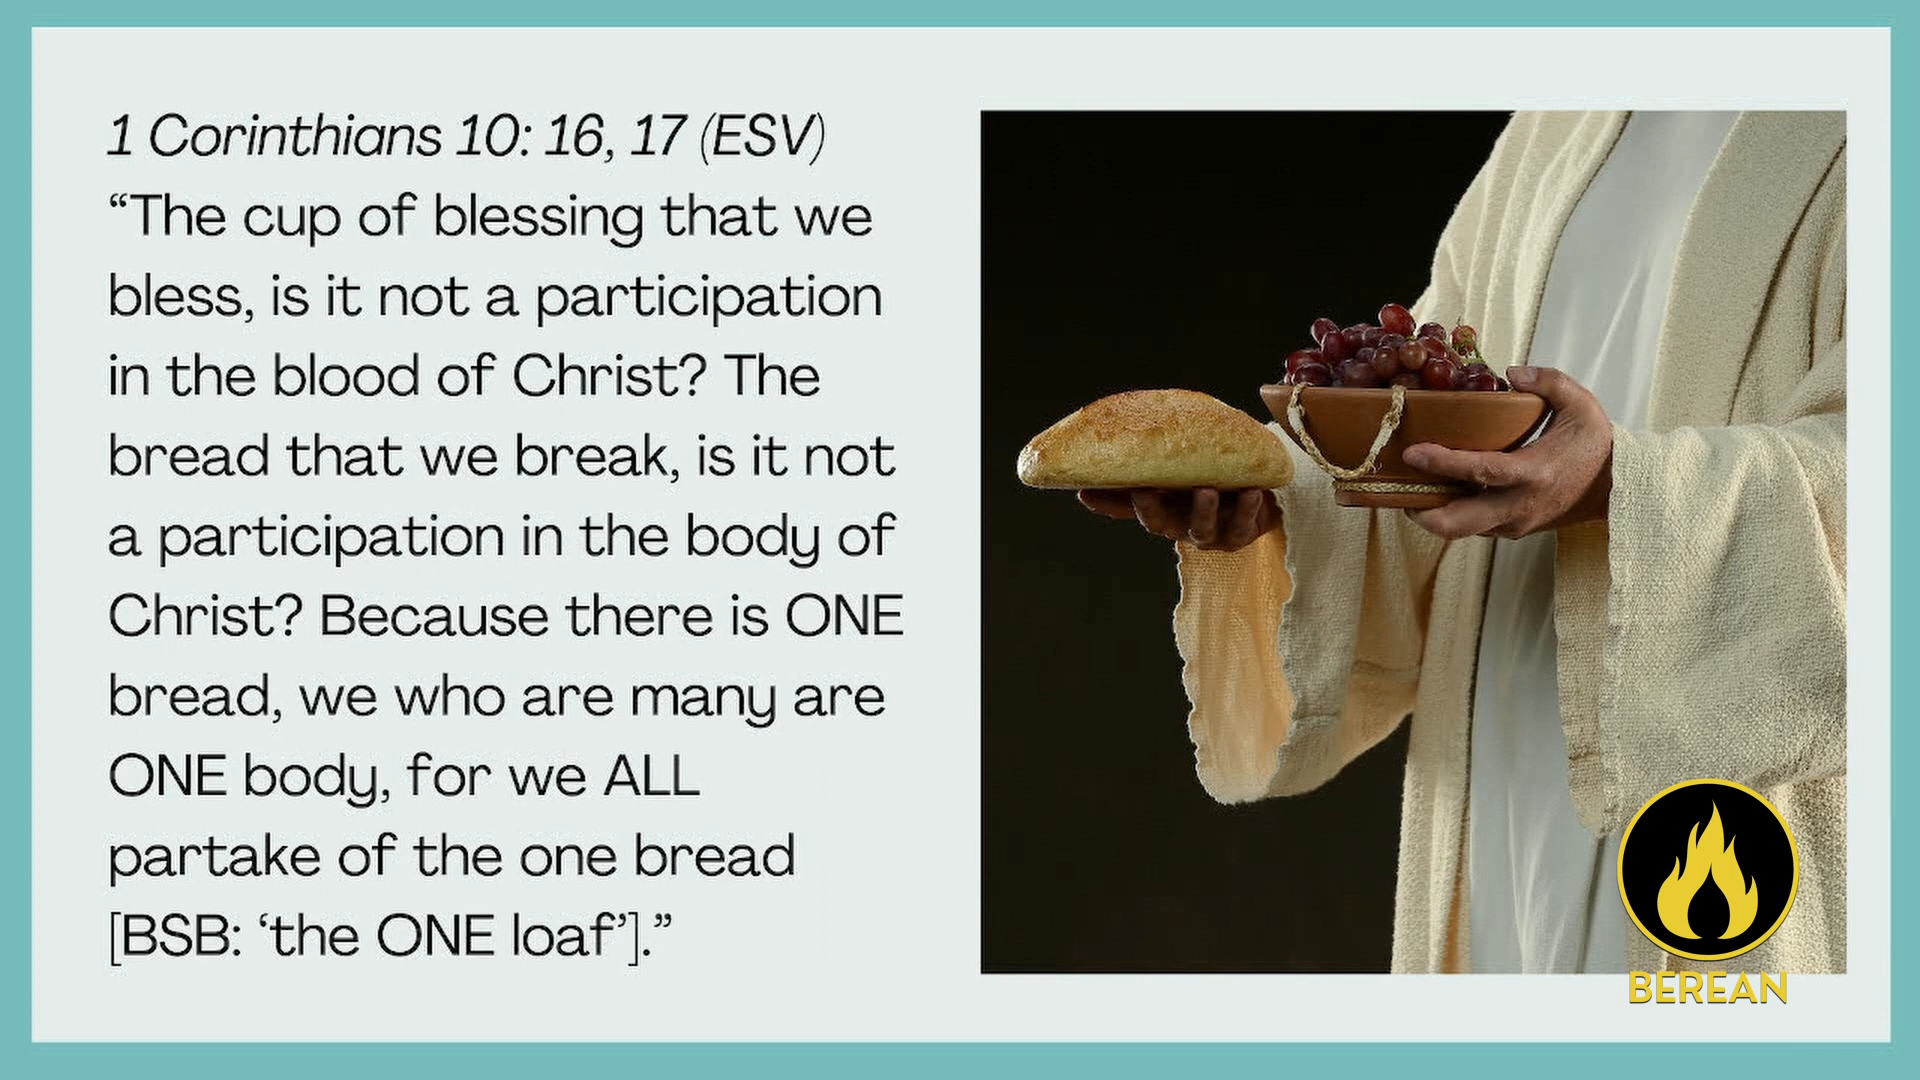 1 Corinthians 10: 16, 17 (ESV)
“The cup of blessing that we
bless, is it not a participation
in the blood of Christ? The
bread that we break, is it not
a participation in the body of
Christ? Because there is ONE
bread, we who are many are
ONE body, for we ALL
partake of the one bread
[BSB: ‘the ONE loaf’].”
BEREAN